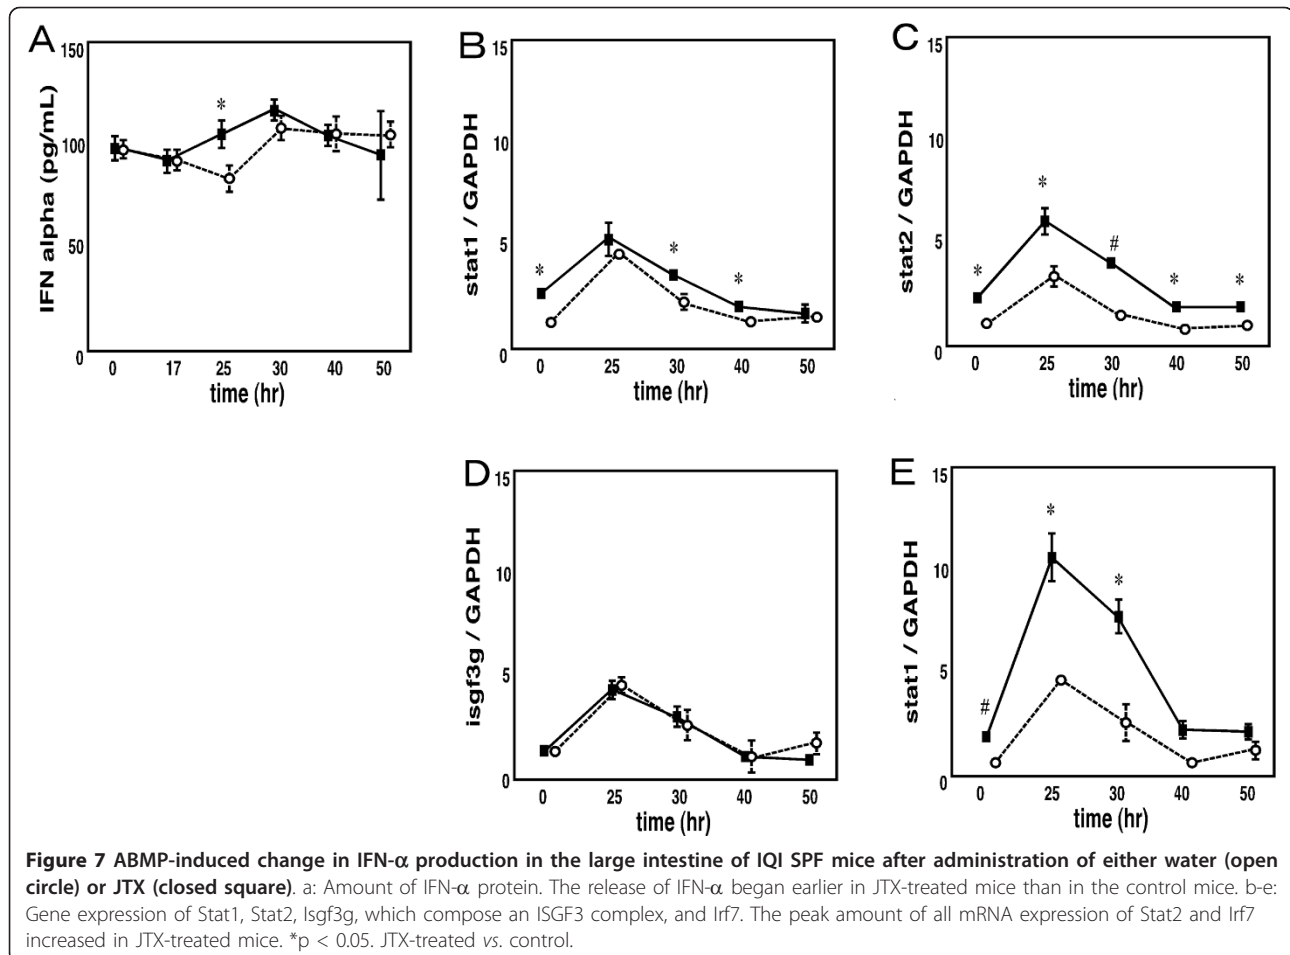 A
150
100
50
0
IFN alpha (pg/mL)
*
0 17 25 30 40 50
time (hr)
B
15
10
5
0
stat1 / GAPDH
* * *
0 25 30 40 50
time (hr)
C
15
10
5
0
stat2 / GAPDH
* * # * *
0 25 30 40 50
time (hr)
D
15
10
5
0
isgf3g / GAPDH
0 25 30 40 50
time (hr)
E
15
10
5
0
stat1 / GAPDH
# * *
0 25 30 40 50
time (hr)
Figure 7 ABMP-induced change in IFN-α production in the large intestine of IQI SPF mice after administration of either water (open
circle) or JTX (closed square). a: Amount of IFN-α protein. The release of IFN-α began earlier in JTX-treated mice than in the control mice. b-e:
Gene expression of Stat1, Stat2, Isgf3g, which compose an ISGF3 complex, and Irf7. The peak amount of all mRNA expression of Stat2 and Irf7
increased in JTX-treated mice. *p < 0.05. JTX-treated vs. control.